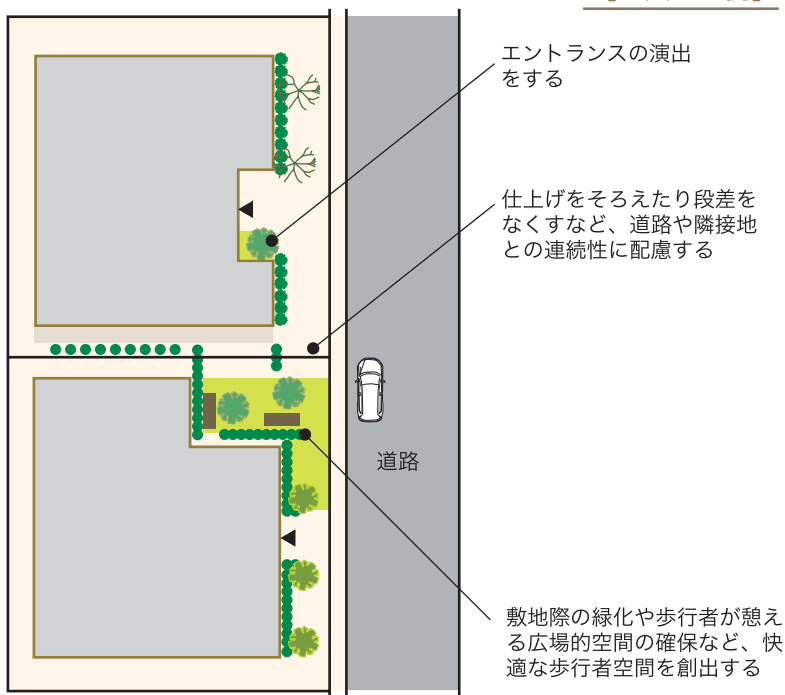 エントランスの演出
をする
仕上げをそろえたり段差を
なくすなど、道路や隣接地
との連続性に配慮する
道路
敷地際の緑化や歩行者が憩え
る広場的空間の確保など、快
適な歩行者空間を創出する